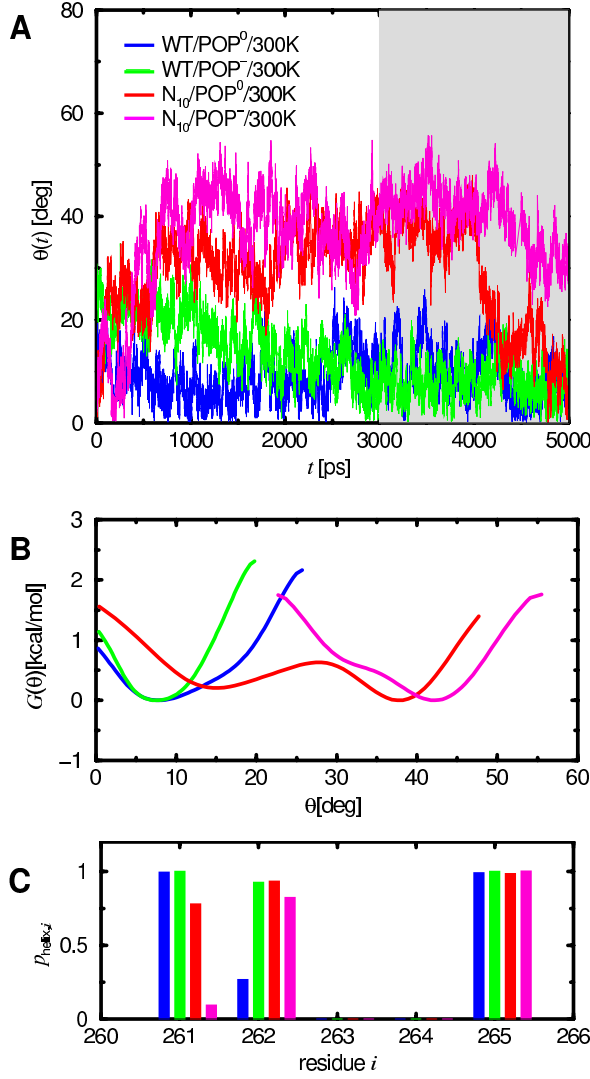 A
80
60
40
20
0
θ(t) [deg]
WT/POP⁰/300K
WT/POP⁻/300K
N₁₀/POP⁰/300K
N₁₀/POP⁻/300K
0 1000 2000 3000 4000 5000
t [ps]
B
3
2
1
0
−1
G(θ)[kcal/mol]
0 10 20 30 40 50 60
θ[deg]
C
1
0.5
0
p helix,i
260 261 262 263 264 265 266
residue i